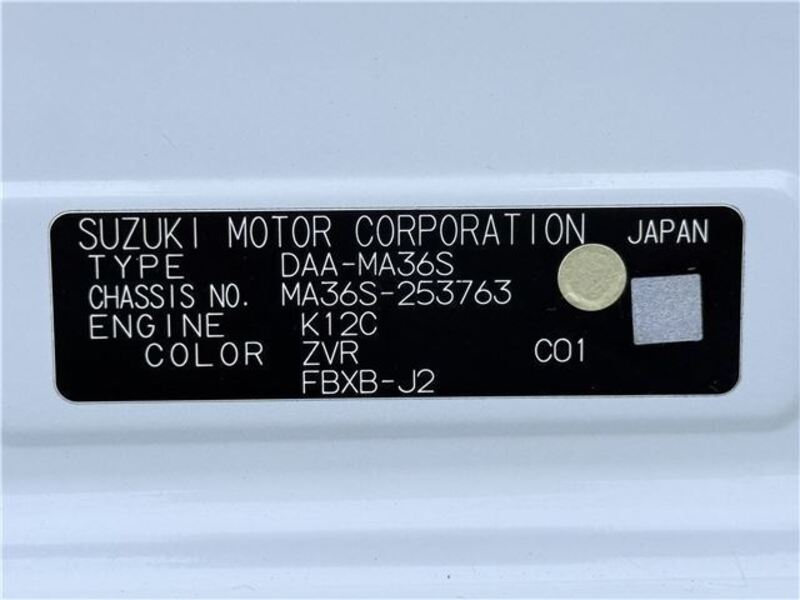 SUZUKI MOTOR CORPORATION JAPAN
TYPE DAA-MA36S
CHASSIS NO. MA36S-253763
ENGINE K12C
COLOR ZVR C01
FBXB-J2